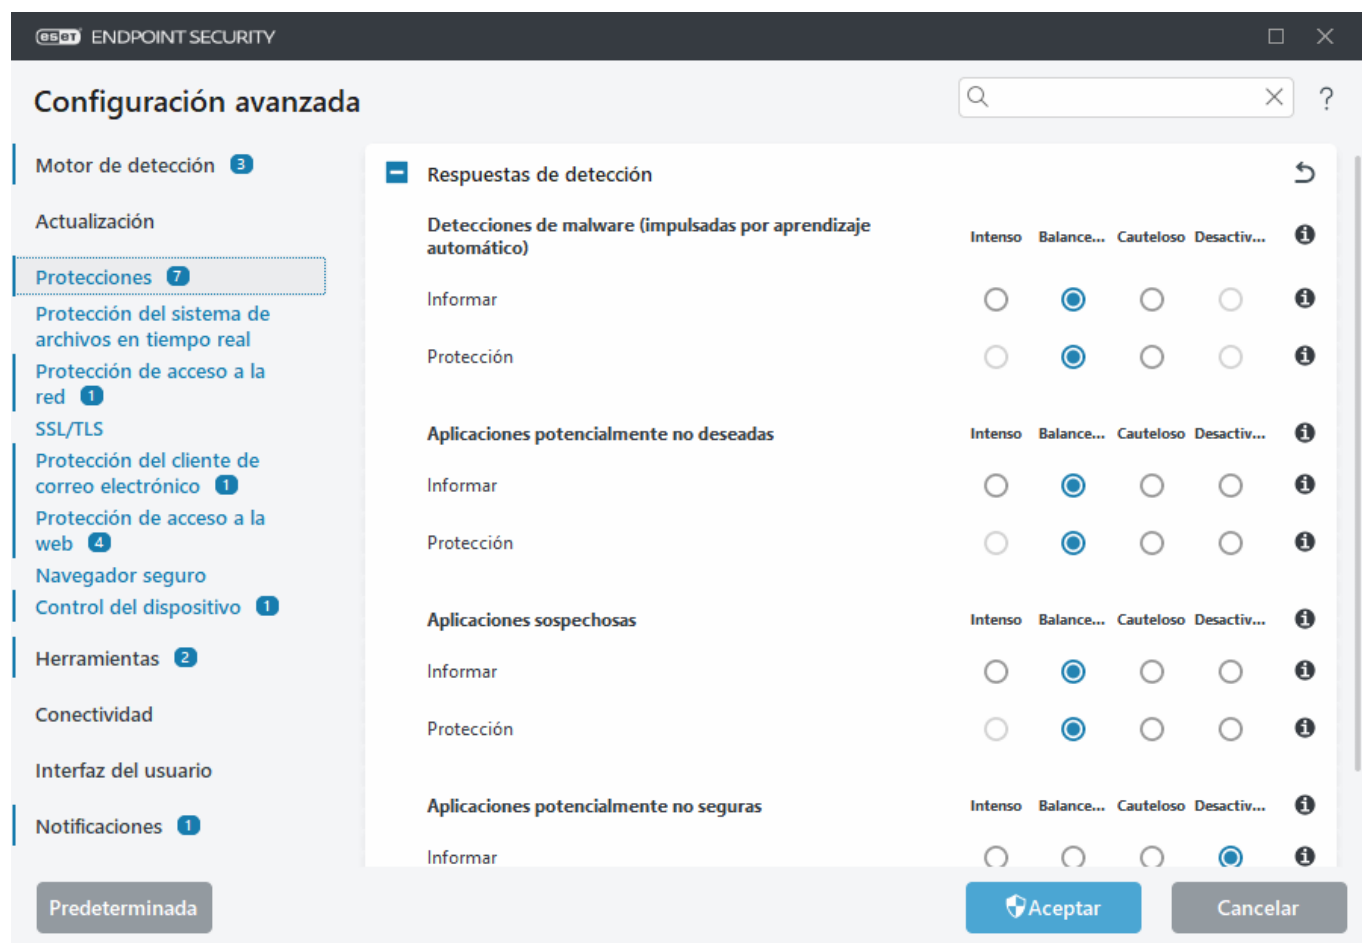 eset ENDPOINT SECURITY
Configuración avanzada
?
Motor de detección 3
Actualización
Protecciones 7
Protección del sistema de
archivos en tiempo real
Protección de acceso a la
red 1
SSL/TLS
Protección del cliente de
correo electrónico 1
Protección de acceso a la
web 4
Navegador seguro
Control del dispositivo 1
Herramientas 2
Conectividad
Interfaz del usuario
Notificaciones 1
Respuestas de detección
Detecciones de malware (impulsadas por aprendizaje
automático)
Intenso Balance... Cauteloso Desactiv...
Informar
Protección
Aplicaciones potencialmente no deseadas Intenso Balance... Cauteloso Desactiv...
Informar
Protección
Aplicaciones sospechosas Intenso Balance... Cauteloso Desactiv...
Informar
Protección
Aplicaciones potencialmente no seguras Intenso Balance... Cauteloso Desactiv...
Informar
Predeterminada Aceptar Cancelar